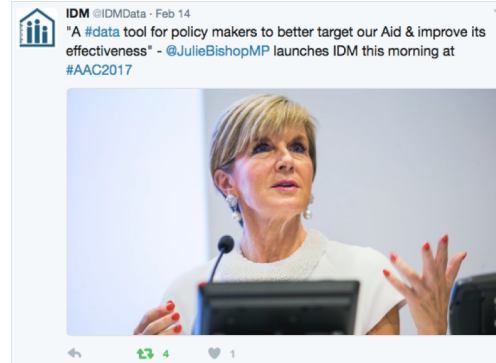 IDM @IDMData · Feb 14
"A #data tool for policy makers to better target our Aid & improve its
effectiveness" - @JulieBishopMP launches IDM this morning at
#AAC2017
4
1